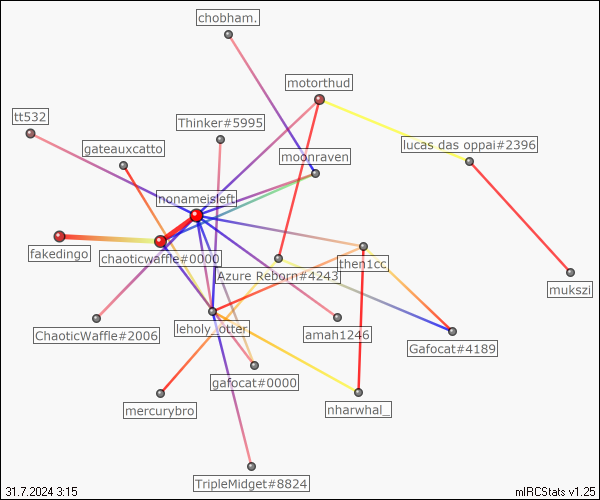 chobham.
motorthud
tt532
Thinker#5995
lucas das oppai#2396
gateauxcatto
moonraven
nonameisleft
fakedingo
chaoticwaffle#0000
then1cc
Azure Reborn#4243
mukszi
ChaoticWaffle#2006
leholy_otter
amah1246
Gafocat#4189
gafocat#0000
mercurybro
nharwhal_
TripleMidget#8824
31.7.2024 3:15
mIRCStats v1.25